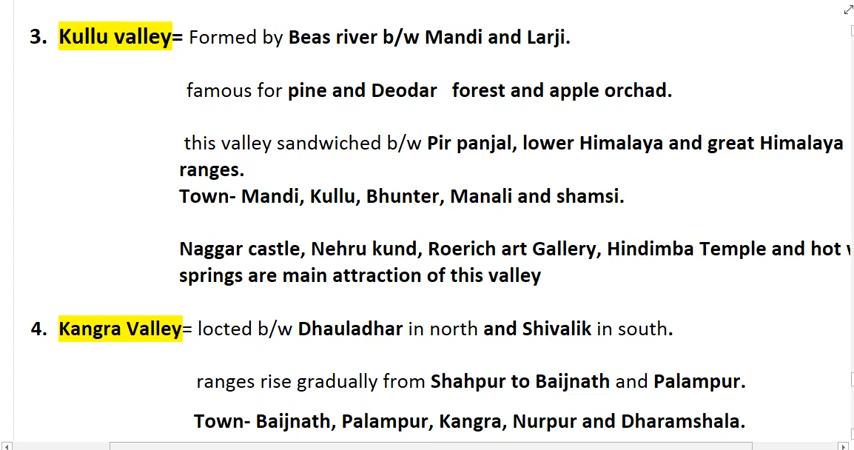 3. Kullu valley= Formed by Beas river b/w Mandi and Larji.
famous for pine and Deodar forest and apple orchad.
this valley sandwiched b/w Pir panjal, lower Himalaya and great Himalaya
ranges.
Town- Mandi, Kullu, Bhunter, Manali and shamsi.
Naggar castle, Nehru kund, Roerich art Gallery, Hindimba Temple and hot
springs are main attraction of this valley
4. Kangra Valley= locted b/w Dhauladhar in north and Shivalik in south.
ranges rise gradually from Shahpur to Baijnath and Palampur.
Town- Baijnath, Palampur, Kangra, Nurpur and Dharamshala.